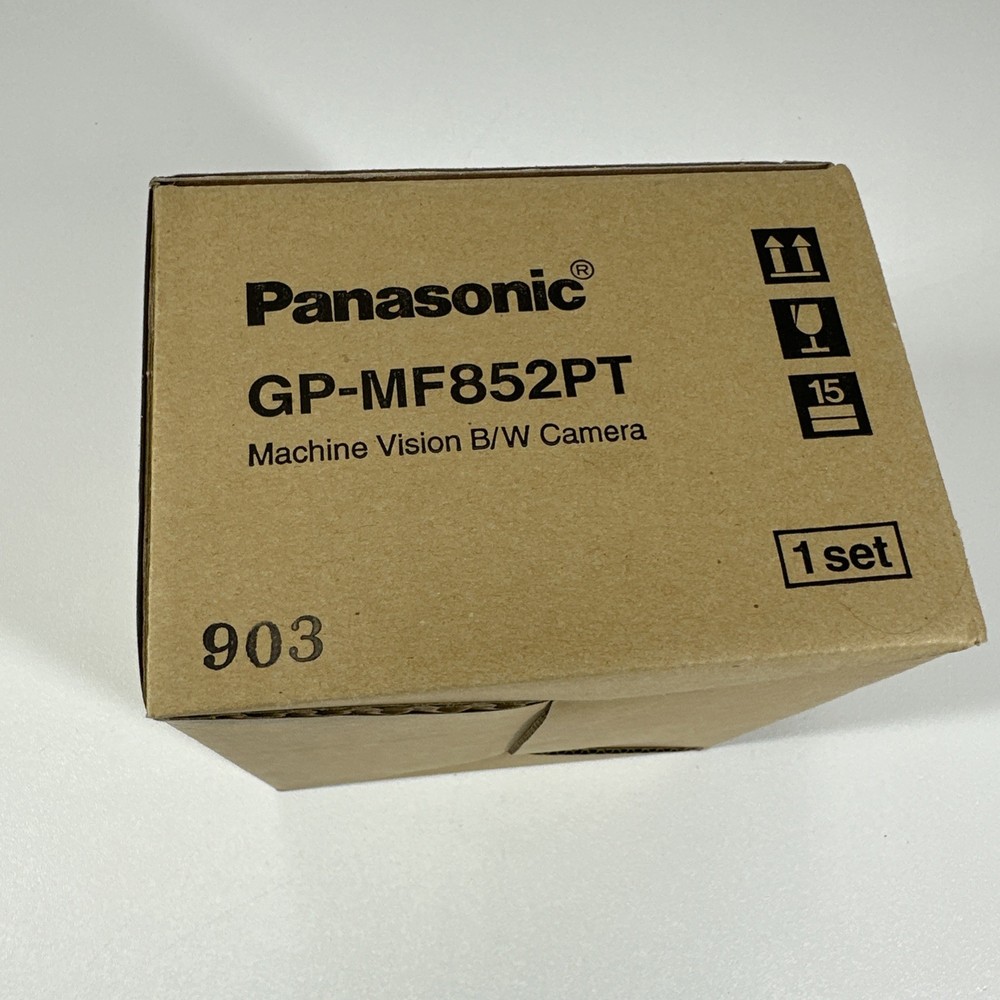 Panasonic®
GP-MF852PT
Machine Vision B/W Camera
15
1 set
903